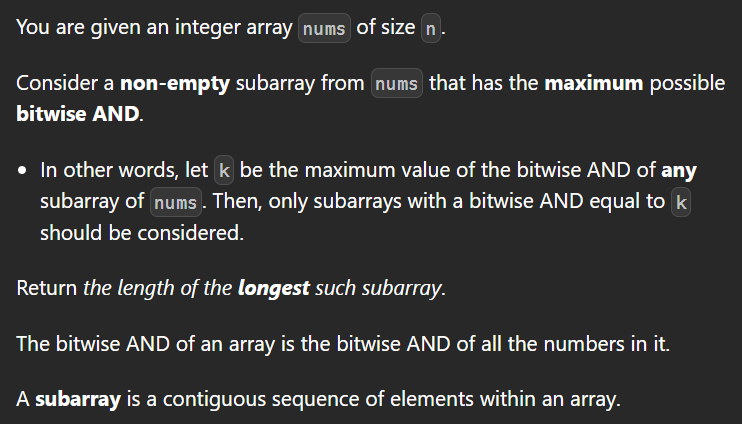 You are given an integer array nums of size n.
Consider a non-empty subarray from nums that has the maximum possible
bitwise AND.
• In other words, let k be the maximum value of the bitwise AND of any
subarray of nums. Then, only subarrays with a bitwise AND equal to k
should be considered.
Return the length of the longest such subarray.
The bitwise AND of an array is the bitwise AND of all the numbers in it.
A subarray is a contiguous sequence of elements within an array.